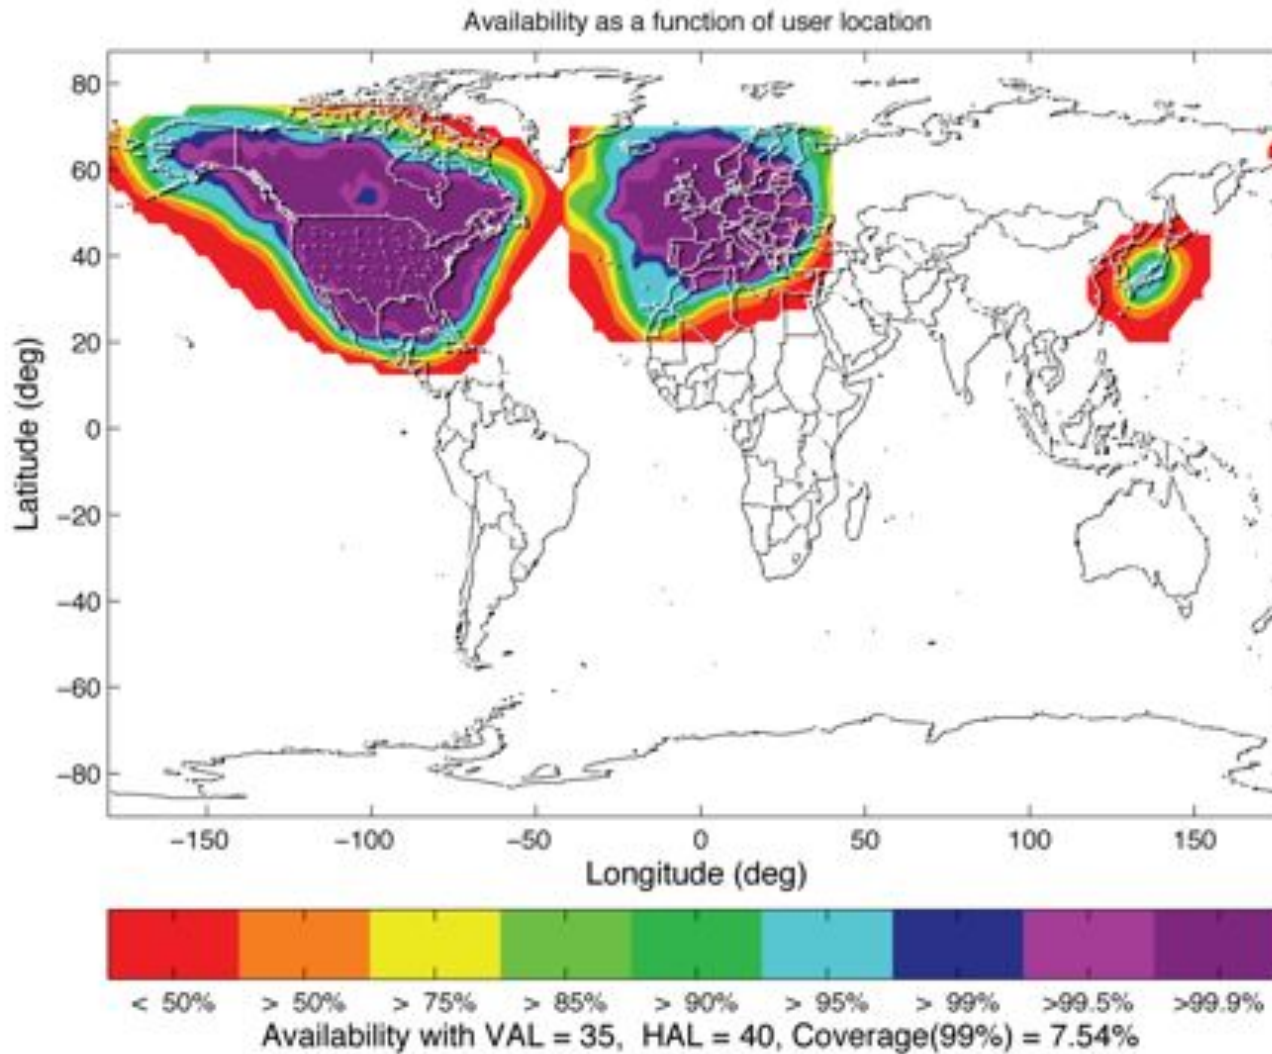 Availability as a function of user location
80
60
40
20
0
−20
−40
−60
−80
Latitude (deg)
−150 −100 −50 0 50 100 150
Longitude (deg)
< 50% > 50% > 75% > 85% > 90% > 95% > 99% >99.5% >99.9%
Availability with VAL = 35, HAL = 40, Coverage(99%) = 7.54%